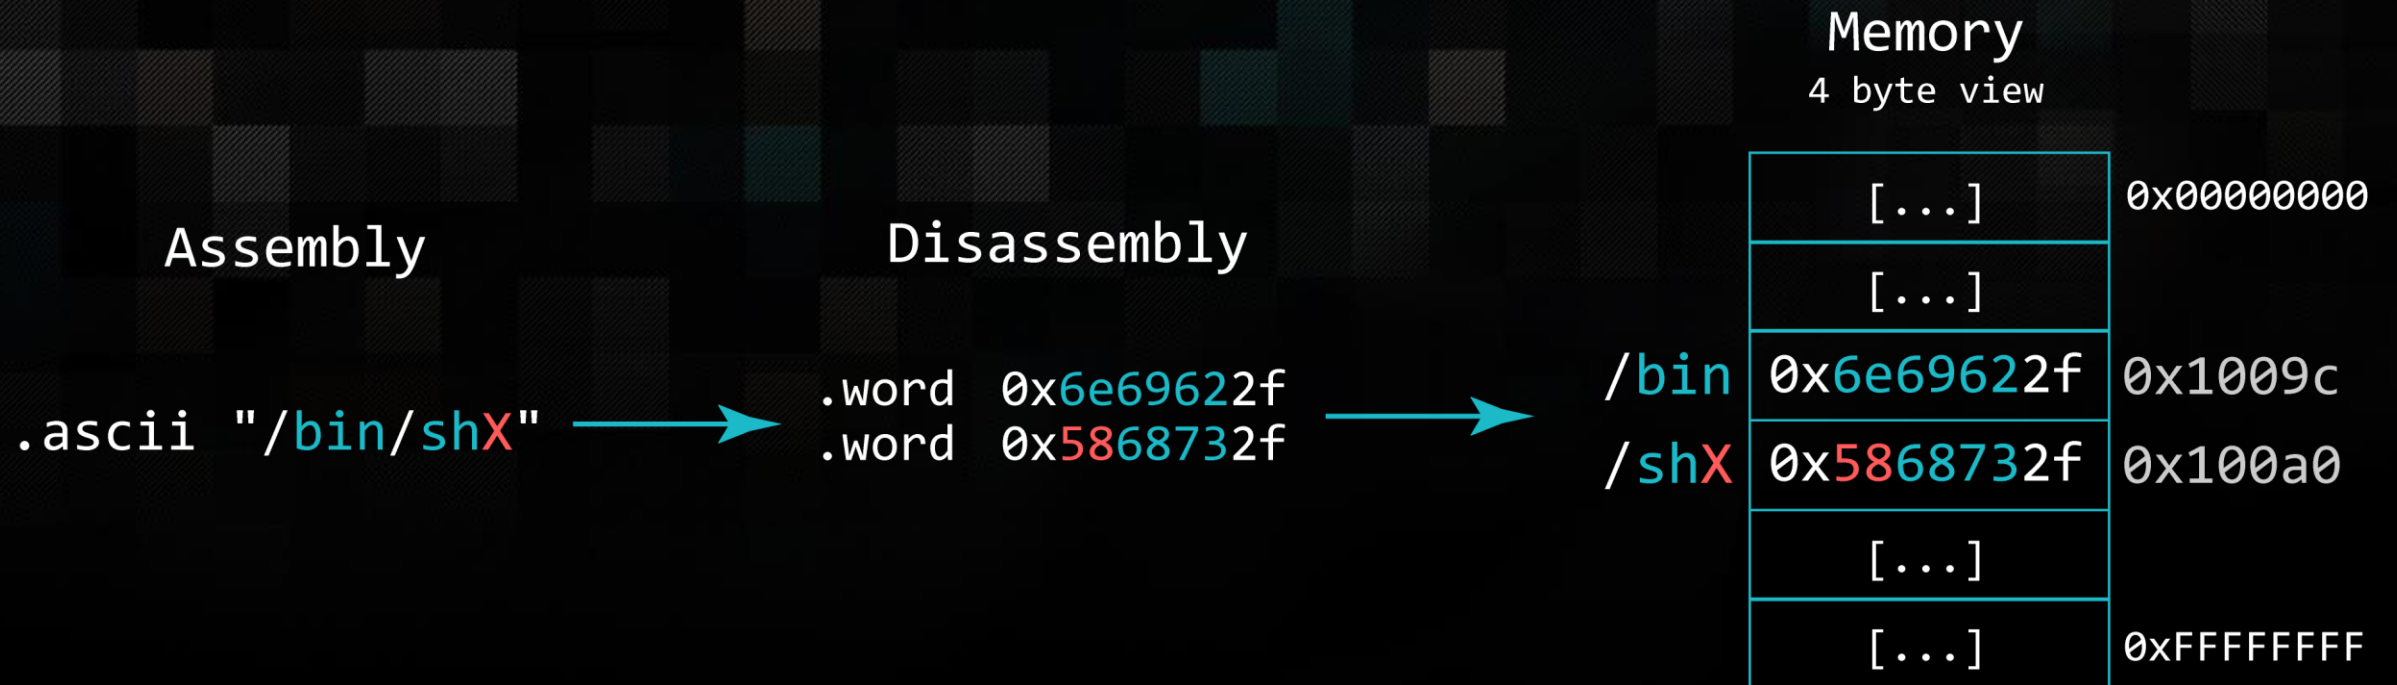 Memory
4 byte view
Assembly
Disassembly
.ascii "/bin/shX"
.word 0x6e69622f
.word 0x5868732f
[...] 0x00000000
[...]
/bin 0x6e69622f 0x1009c
/shX 0x5868732f 0x100a0
[...]
[...] 0xFFFFFFFF